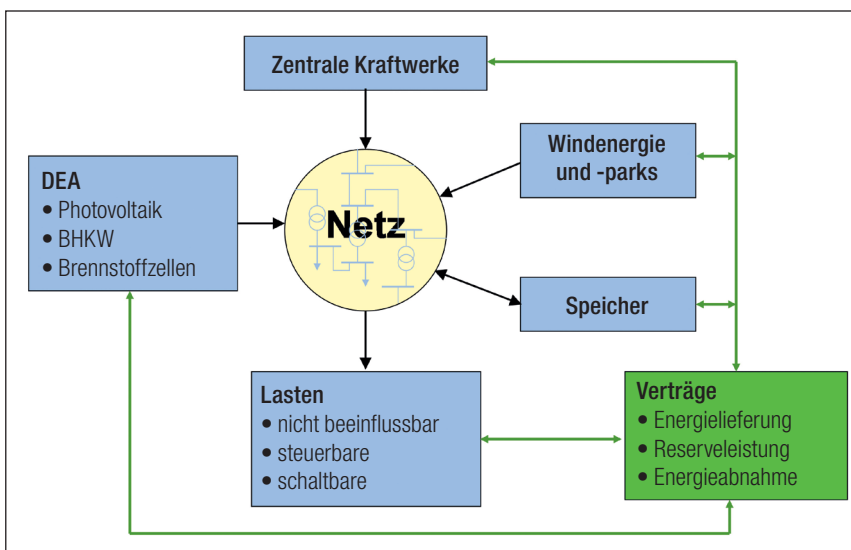 Zentrale Kraftwerke
Windenergie
und -parks
DEA
• Photovoltaik
• BHKW
• Brennstoffzellen
Netz
Speicher
Lasten
• nicht beeinflussbar
• steuerbare
• schaltbare
Verträge
• Energielieferung
• Reserveleistung
• Energieabnahme